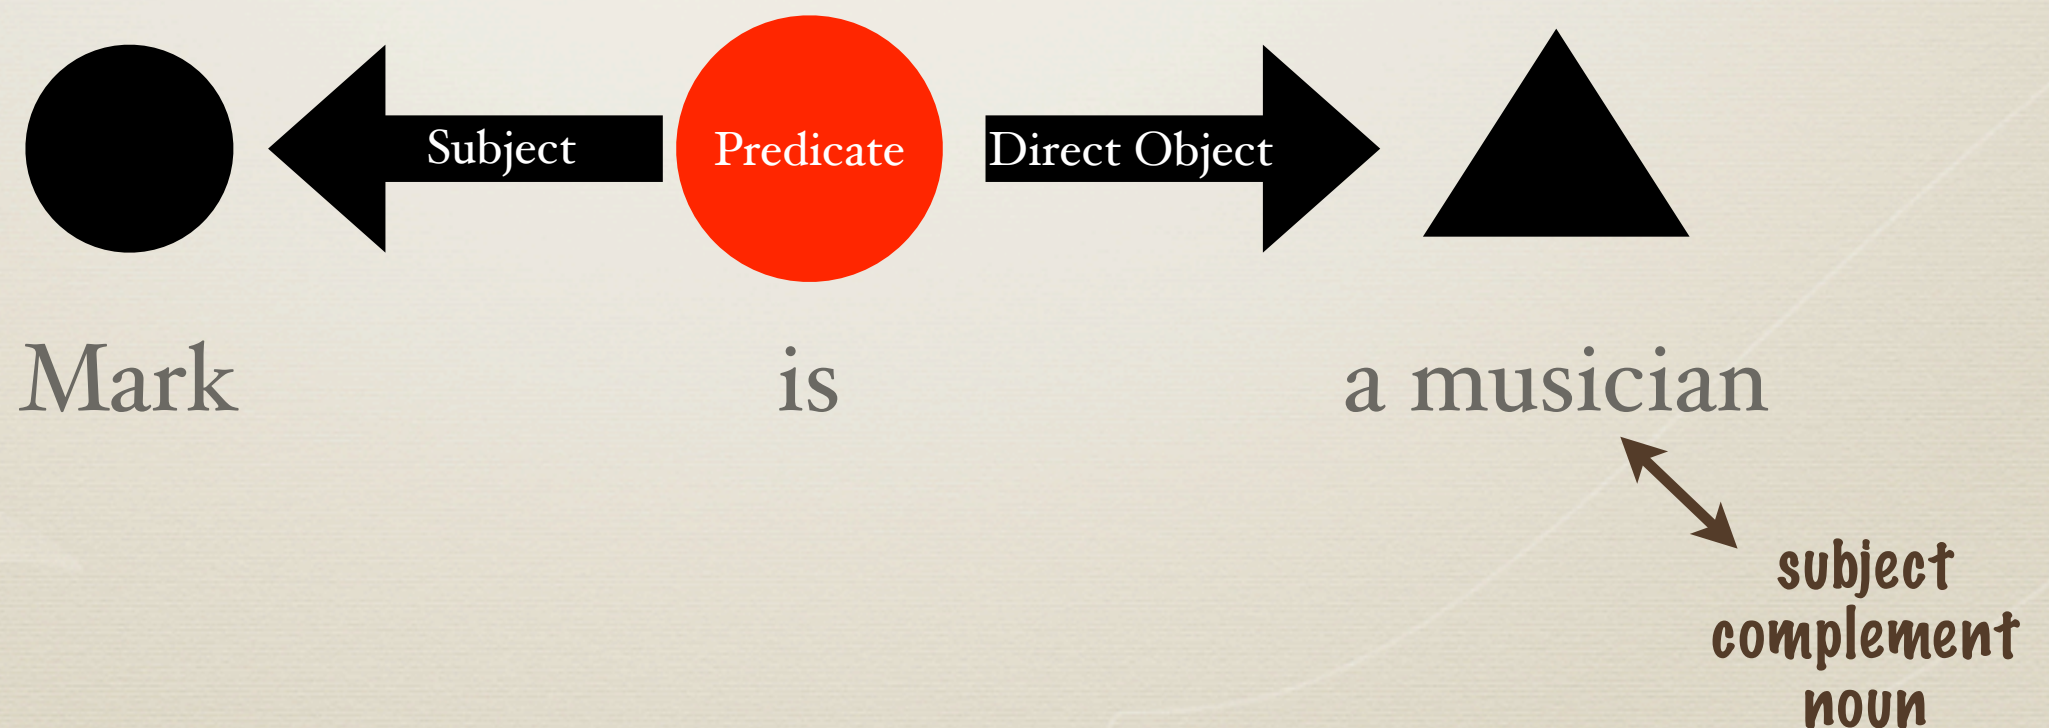 Subject Predicate Direct Object
Mark is a musician
subject
complement
noun